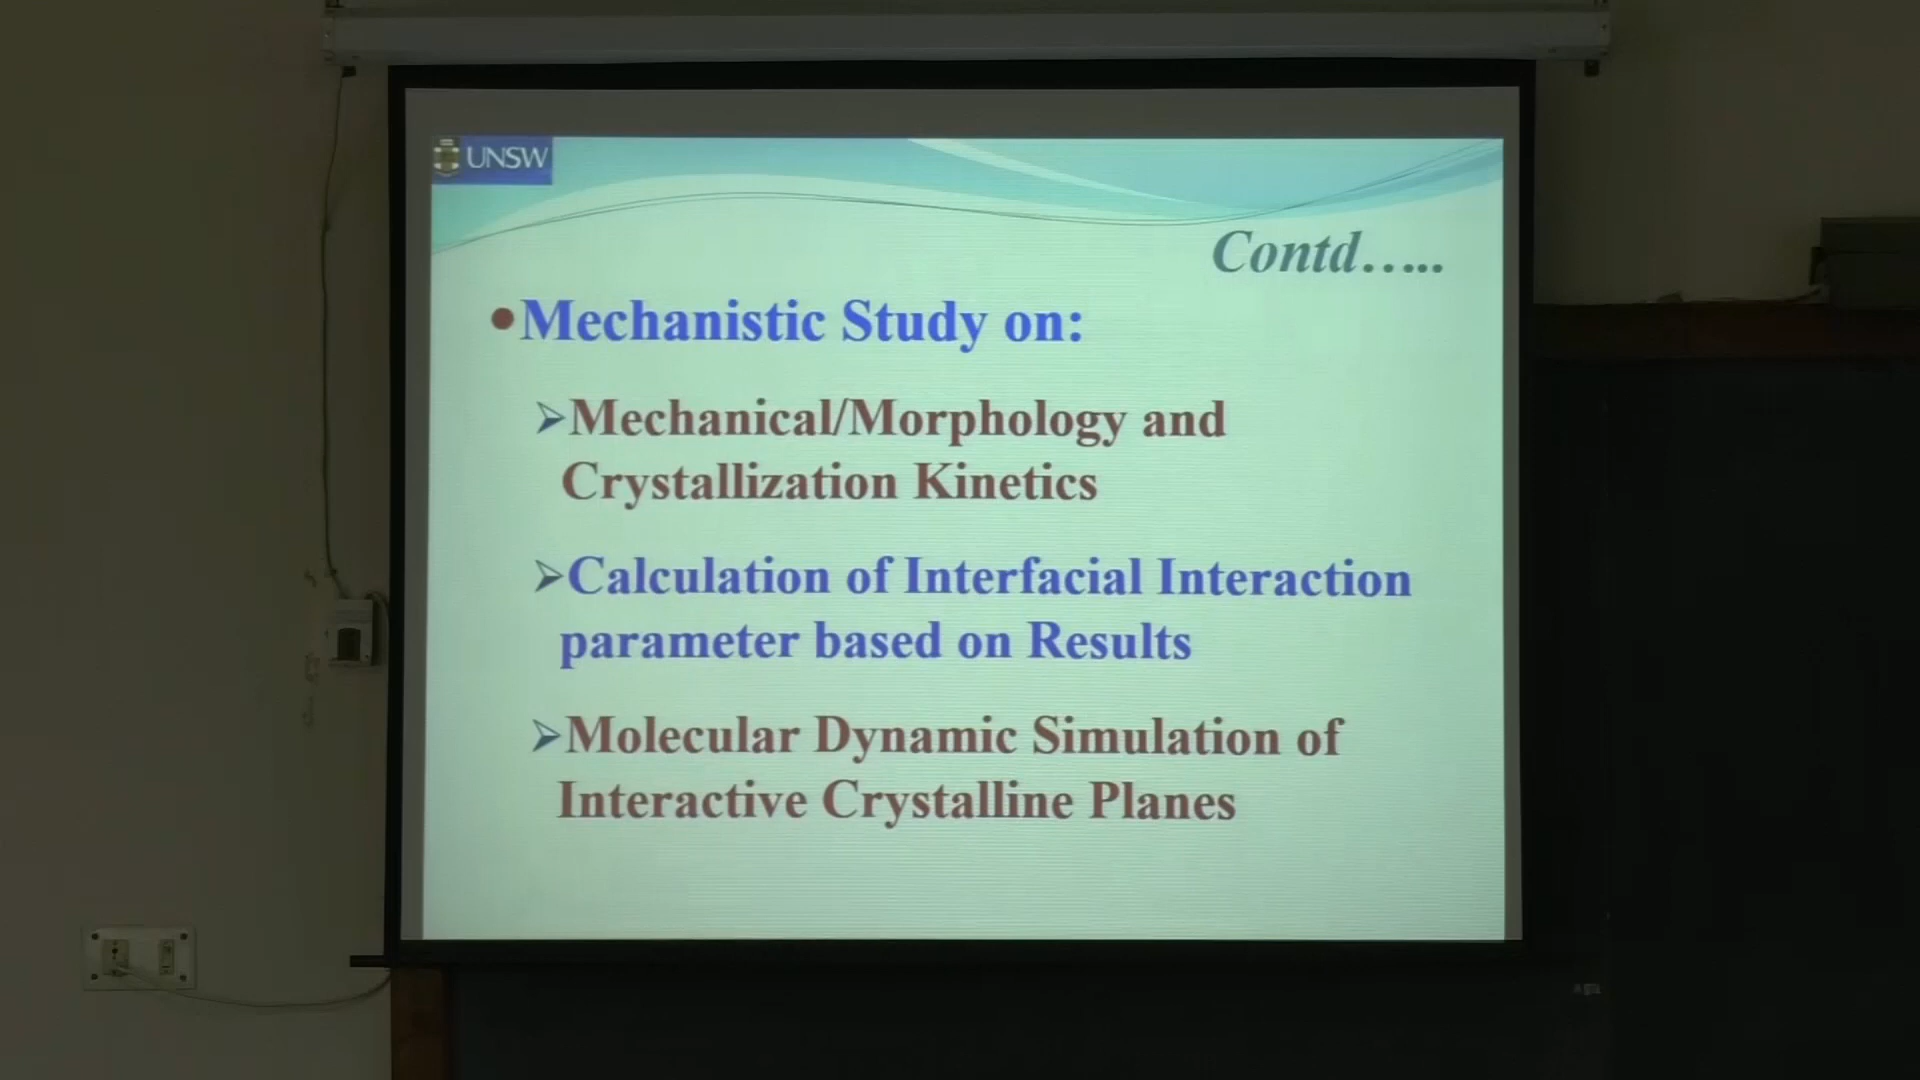 UNSW
Contd.....
•Mechanistic Study on:
➢Mechanical/Morphology and
Crystallization Kinetics
➢Calculation of Interfacial Interaction
parameter based on Results
➢Molecular Dynamic Simulation of
Interactive Crystalline Planes